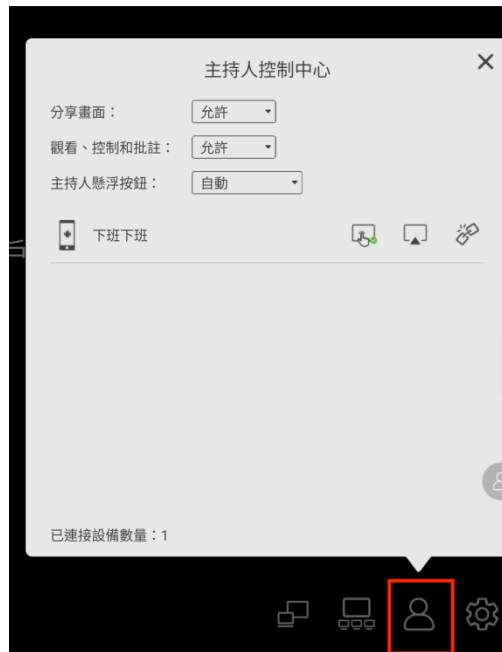 主持人控制中心
分享畫面：
允許
觀看、控制和批註：
允許
主持人懸浮按鈕：
自動
下班下班
已連接設備數量：1